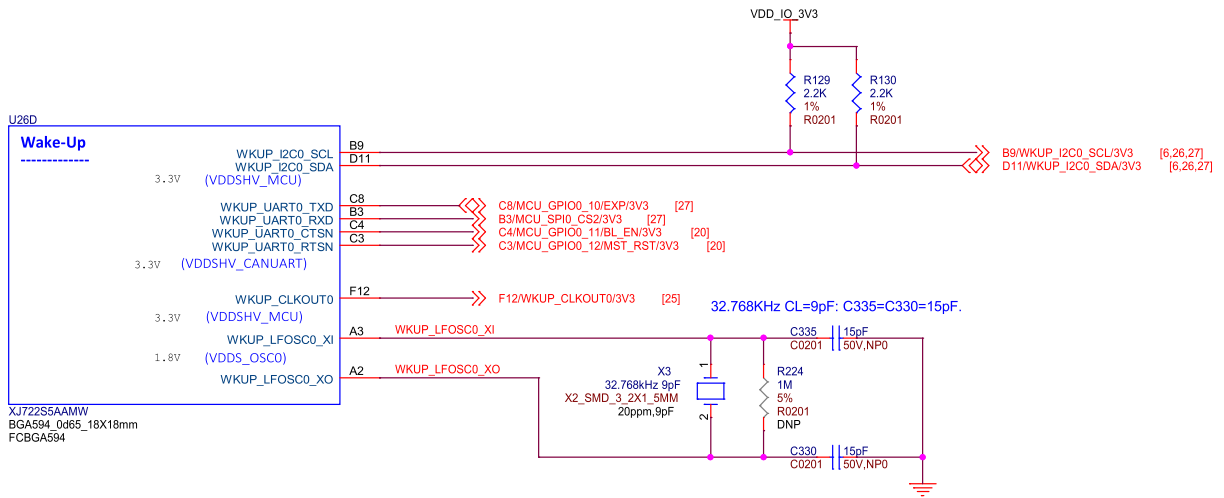 VDD_IO_3V3
R129
2.2K
1%
R0201
R130
2.2K
1%
R0201
U26D
Wake-Up
-------------
WKUP_I2C0_SCL
B9
B9/WKUP_I2C0_SCL/3V3 [6,26,27]
WKUP_I2C0_SDA
D11
D11/WKUP_I2C0_SDA/3V3 [6,26,27]
3.3V (VDDSHV_MCU)
WKUP_UART0_TXD
C8
C8/MCU_GPIO0_10/EXP/3V3 [27]
WKUP_UART0_RXD
B3
B3/MCU_SPI0_CS2/3V3 [27]
WKUP_UART0_CTSN
C4
C4/MCU_GPIO0_11/BL_EN/3V3 [20]
WKUP_UART0_RTSN
C3
C3/MCU_GPIO0_12/MST_RST/3V3 [20]
3.3V (VDDSHV_CANUART)
WKUP_CLKOUT0
F12
F12/WKUP_CLKOUT0/3V3 [25]
3.3V (VDDSHV_MCU)
32.768KHz CL=9pF: C335=C330=15pF.
WKUP_LFOSC0_XI
A3
WKUP_LFOSC0_XI
1.8V (VDDS_OSC0)
WKUP_LFOSC0_XO
A2
WKUP_LFOSC0_XO
C335
C0201
15pF
50V,NP0
1
X3
32.768kHz 9pF
X2_SMD_3_2X1_5MM
20ppm,9pF
2
R224
1M
5%
R0201
DNP
C330
C0201
15pF
50V,NP0
XJ722S5AAMW
BGA594_0d65_18X18mm
FCBGA594